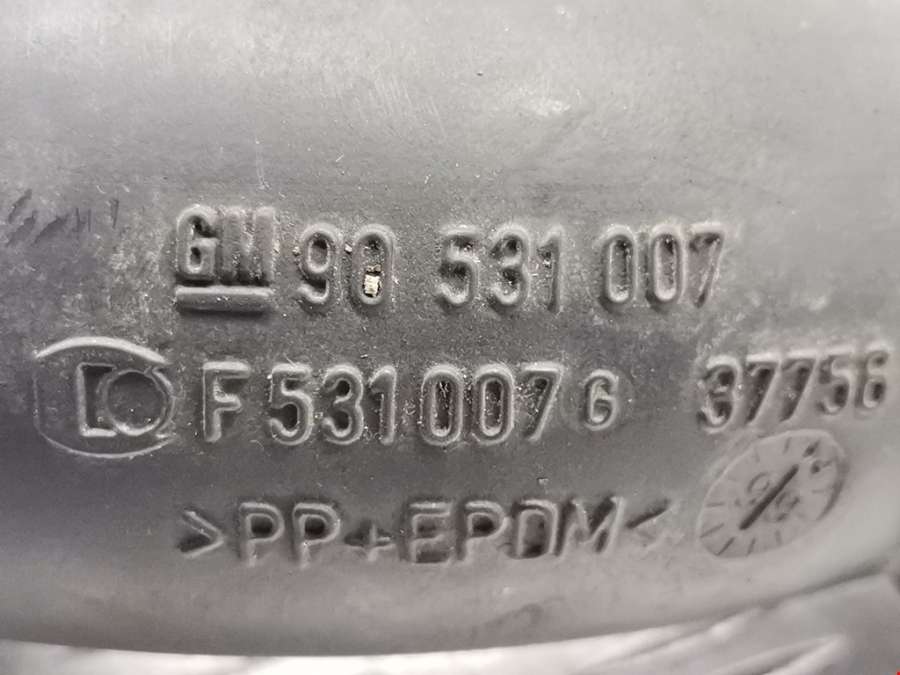 GM 90 531 007
F 531 007 G 37756
>PP+EPDM<